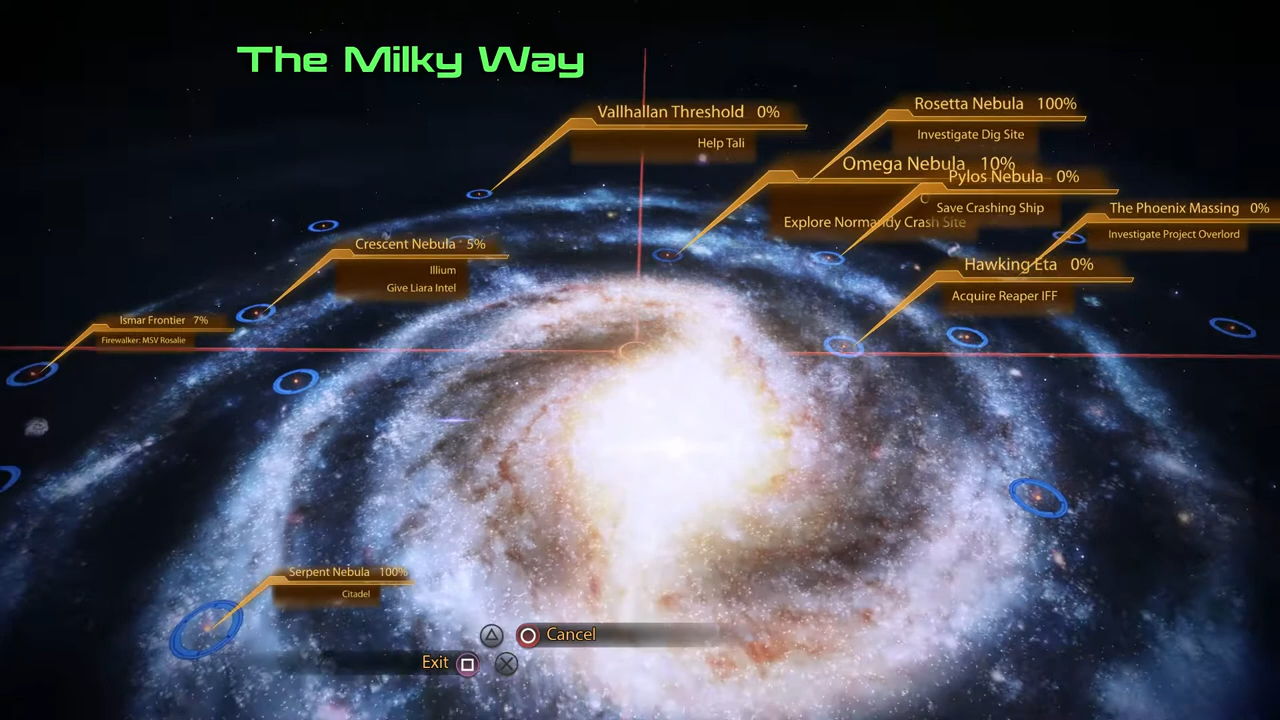 The Milky Way
Vallhallan Threshold 0%
Help Tali
Rosetta Nebula 100%
Investigate Dig Site
Omega Nebula 10%
Explore Normandy Crash Site
Pylos Nebula 0%
Save Crashing Ship
The Phoenix Massing 0%
Investigate Project Overlord
Crescent Nebula 5%
Illium
Give Liara Intel
Hawking Eta 0%
Acquire Reaper IFF
Ismar Frontier 7%
Firewalker: MSV Rosalie
Serpent Nebula 100%
Citadel
Cancel
Exit